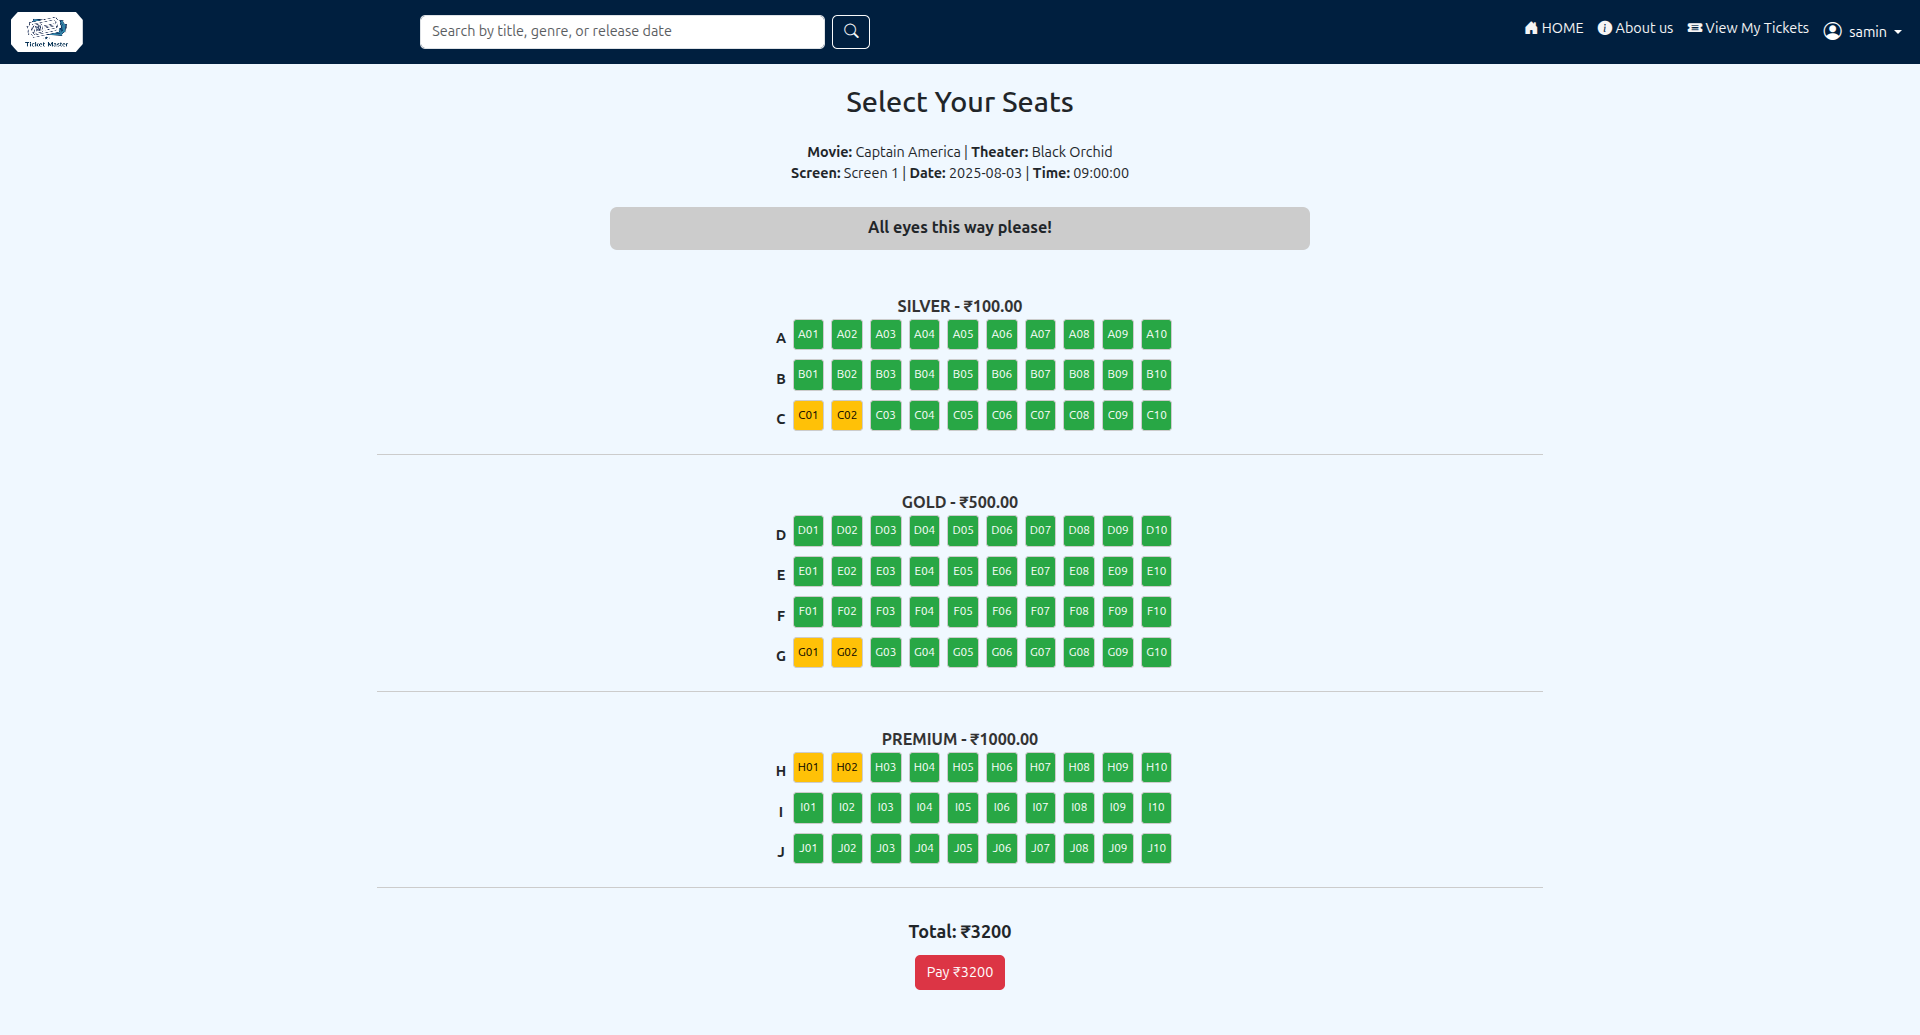 Ticket Master
Search by title, genre, or release date
HOME
About us
View My Tickets
samin
Select Your Seats
Movie: Captain America | Theater: Black Orchid
Screen: Screen 1 | Date: 2025-08-03 | Time: 09:00:00
All eyes this way please!
SILVER - ₹100.00
A A01 A02 A03 A04 A05 A06 A07 A08 A09 A10
B B01 B02 B03 B04 B05 B06 B07 B08 B09 B10
C C01 C02 C03 C04 C05 C06 C07 C08 C09 C10
GOLD - ₹500.00
D D01 D02 D03 D04 D05 D06 D07 D08 D09 D10
E E01 E02 E03 E04 E05 E06 E07 E08 E09 E10
F F01 F02 F03 F04 F05 F06 F07 F08 F09 F10
G G01 G02 G03 G04 G05 G06 G07 G08 G09 G10
PREMIUM - ₹1000.00
H H01 H02 H03 H04 H05 H06 H07 H08 H09 H10
I I01 I02 I03 I04 I05 I06 I07 I08 I09 I10
J J01 J02 J03 J04 J05 J06 J07 J08 J09 J10
Total: ₹3200
Pay ₹3200